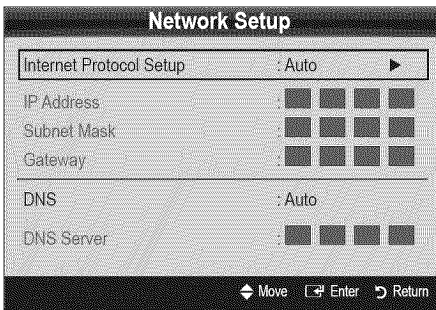 Network Setup
Internet Protocol Setup : Auto
IP Address :
Subnet Mask :
Gateway :
DNS : Auto
DNS Server :
Move Enter Return